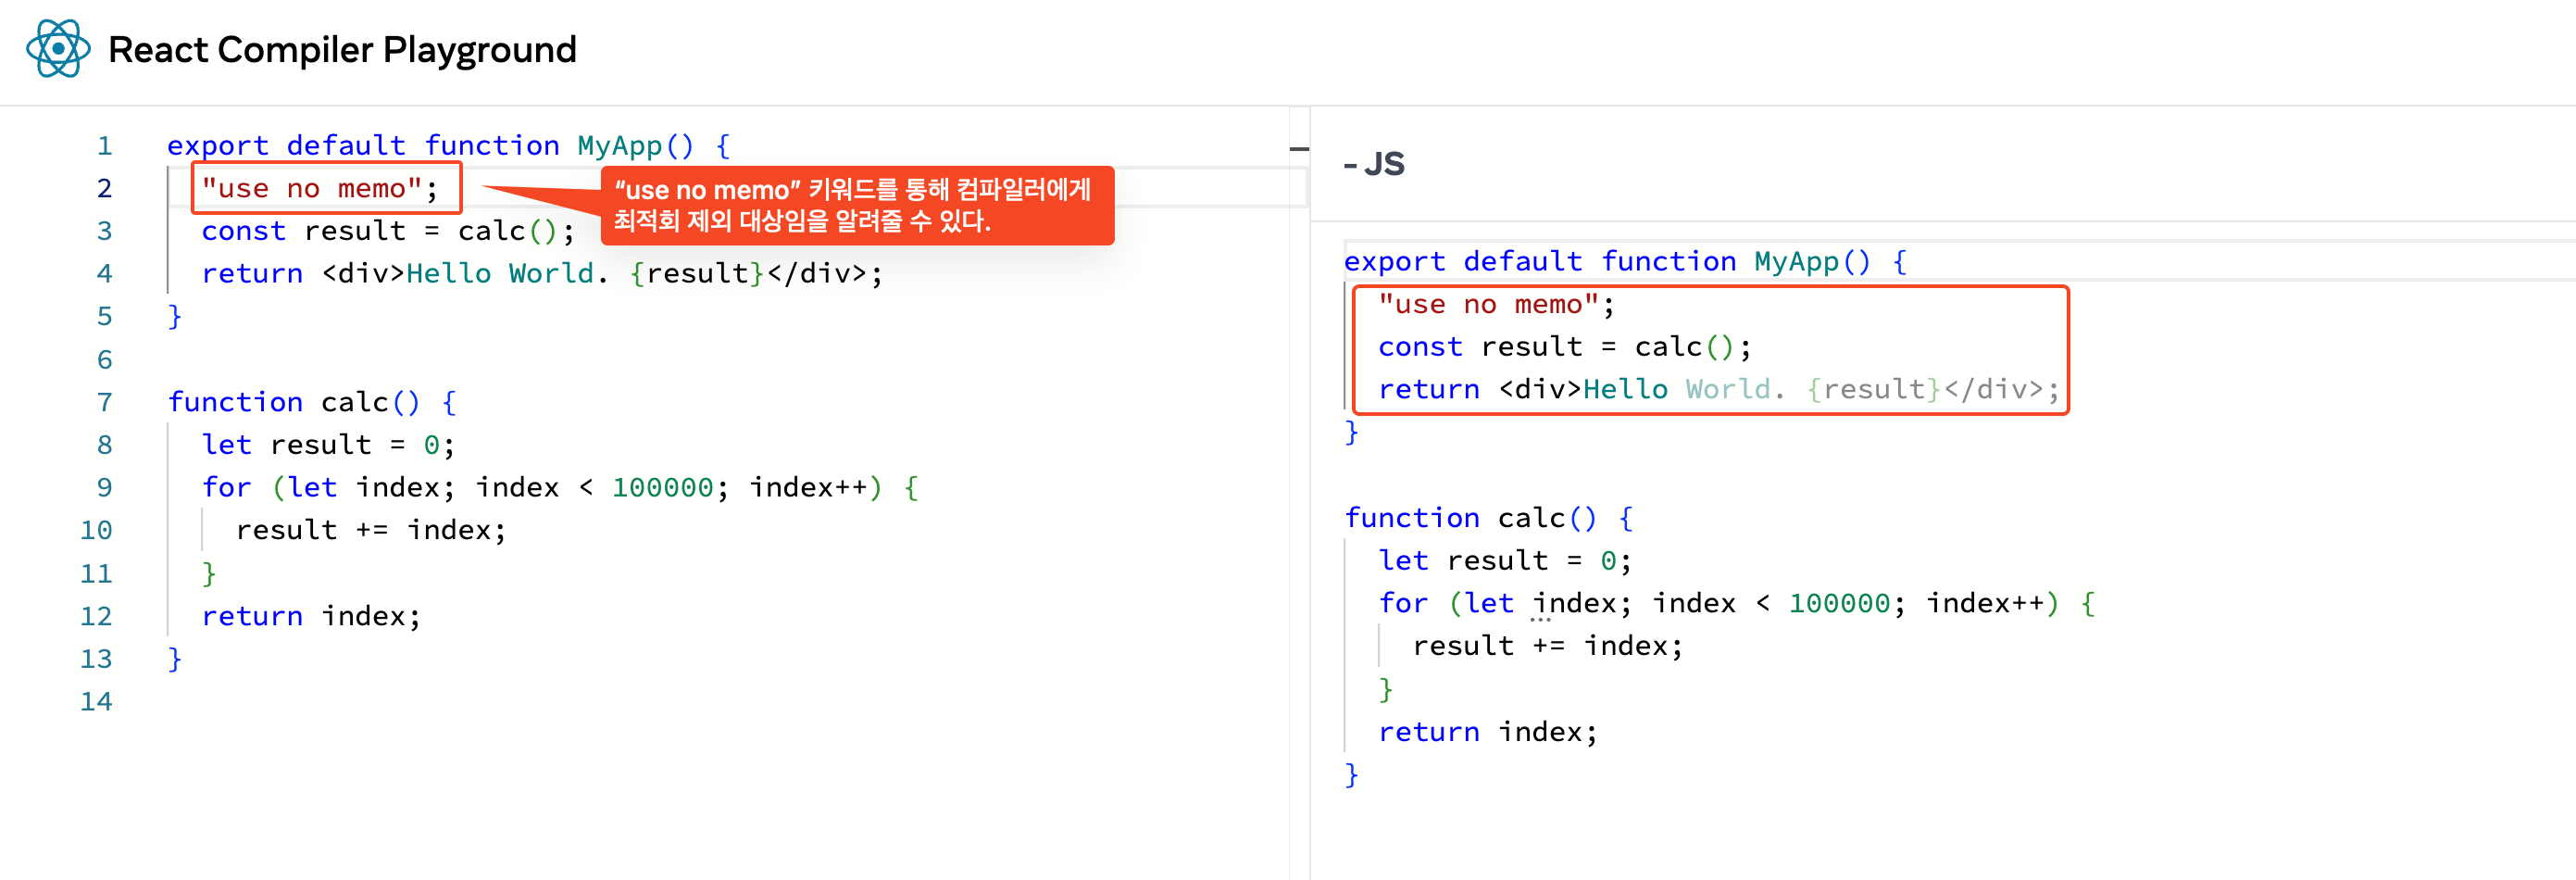 React Compiler Playground
1 export default function MyApp() {
2 "use no memo";
“use no memo” 키워드를 통해 컴파일러에게
최적회 제외 대상임을 알려줄 수 있다.
3 const result = calc();
4 return <div>Hello World. {result}</div>;
5 }
6
7 function calc() {
8 let result = 0;
9 for (let index; index < 100000; index++) {
10 result += index;
11 }
12 return index;
13 }
14
- JS
export default function MyApp() {
"use no memo";
const result = calc();
return <div>Hello World. {result}</div>;
}
function calc() {
let result = 0;
for (let index; index < 100000; index++) {
result += index;
}
return index;
}